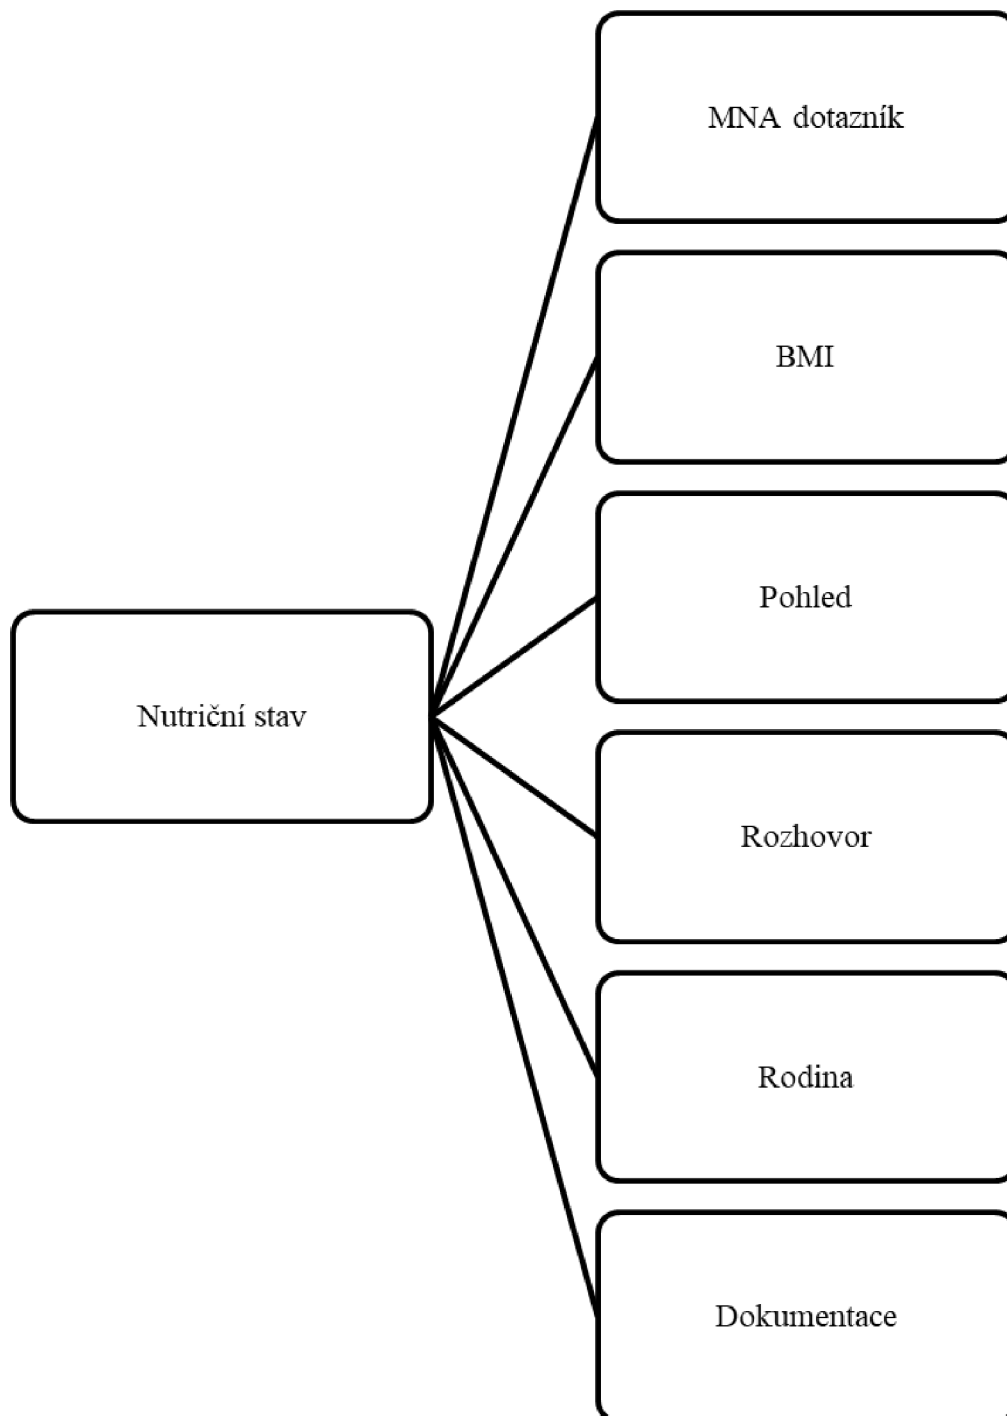 MNA dotazník
BMI
Pohled
Nutriční stav
Rozhovor
Rodina
Dokumentace